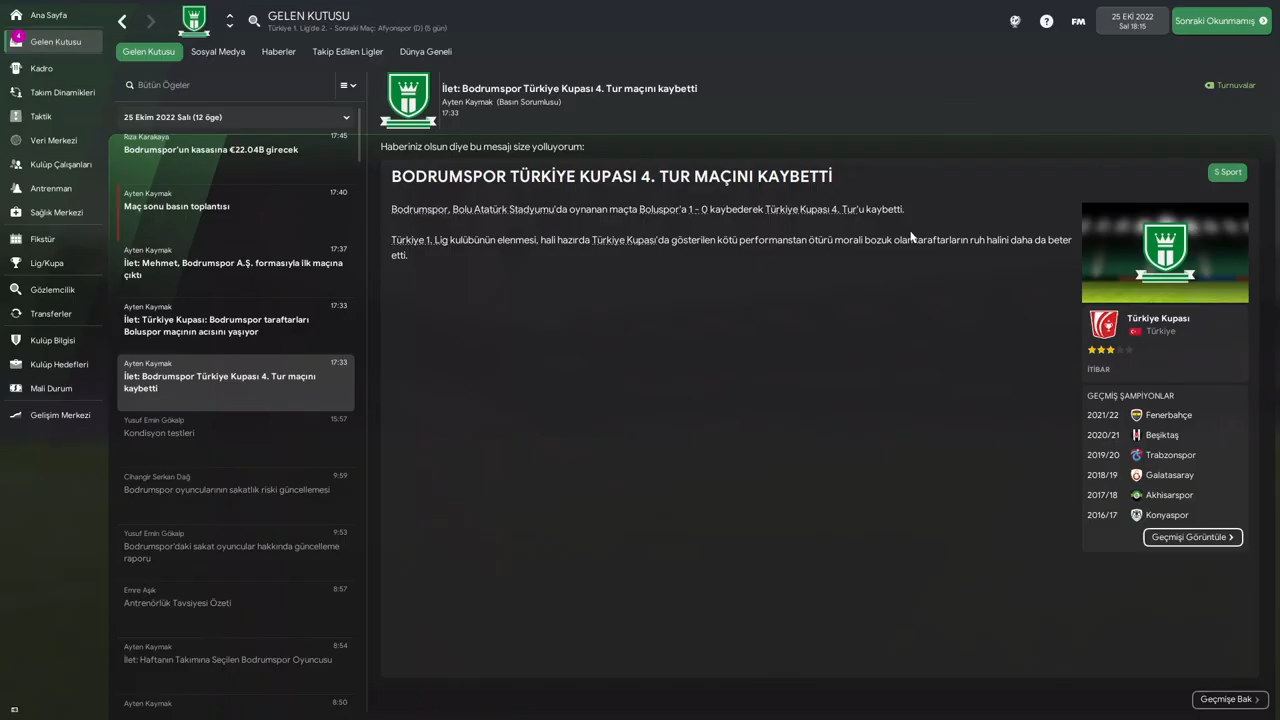 Ana Sayfa
4
Gelen Kutusu
Kadro
Takım Dinamikleri
Taktik
Veri Merkezi
Kulüp Çalışanları
Antrenman
Sağlık Merkezi
Fikstür
Lig/Kupa
Gözlemcilik
Transferler
Kulüp Bilgisi
Kulüp Hedefleri
Mali Durum
Gelişim Merkezi
GELEN KUTUSU
Türkiye 1. Lig'de 2. - Sonraki Maç: Afyonspor (D) (5 gün)
?
FM
25 EKİ 2022
Sal 18:15
Sonraki Okunmamış
Gelen Kutusu
Sosyal Medya
Haberler
Takip Edilen Ligler
Dünya Geneli
Bütün Ögeler
25 Ekim 2022 Salı (12 öge)
Rıza Karakaya 17:45
Bodrumspor'un kasasına €22.04B girecek
Ayten Kaymak 17:40
Maç sonu basın toplantısı
Ayten Kaymak 17:37
İlet: Mehmet, Bodrumspor A.Ş. formasıyla ilk maçına
çıktı
Ayten Kaymak 17:33
İlet: Türkiye Kupası: Bodrumspor taraftarları
Boluspor maçının acısını yaşıyor
Ayten Kaymak 17:33
İlet: Bodrumspor Türkiye Kupası 4. Tur maçını
kaybetti
Yusuf Emin Gökalp 15:57
Kondisyon testleri
Cihangir Serkan Dağ 9:59
Bodrumspor oyuncularının sakatlık riski güncellemesi
Yusuf Emin Gökalp 9:53
Bodrumspor'daki sakat oyuncular hakkında güncelleme
raporu
Emre Aşık 8:57
Antrenörlük Tavsiyesi Özeti
Ayten Kaymak 8:54
İlet: Haftanın Takımına Seçilen Bodrumspor Oyuncusu
Ayten Kaymak 8:50
İlet: Bodrumspor Türkiye Kupası 4. Tur maçını kaybetti
Ayten Kaymak (Basın Sorumlusu)
17:33
Turnuvalar
Haberiniz olsun diye bu mesajı size yolluyorum:
BODRUMSPOR TÜRKİYE KUPASI 4. TUR MAÇINI KAYBETTİ
S Sport
Bodrumspor, Bolu Atatürk Stadyumu'da oynanan maçta Boluspor'a 1 - 0 kaybederek Türkiye Kupası 4. Tur'u kaybetti.
Türkiye 1. Lig kulübünün elenmesi, hali hazırda Türkiye Kupası'da gösterilen kötü performanstan ötürü morali bozuk olan taraftarların ruh halini daha da beter
etti.
Türkiye Kupası
Türkiye
İTİBAR
GEÇMİŞ ŞAMPİYONLAR
2021/22 Fenerbahçe
2020/21 Beşiktaş
2019/20 Trabzonspor
2018/19 Galatasaray
2017/18 Akhisarspor
2016/17 Konyaspor
Geçmişi Görüntüle
Geçmişe Bak